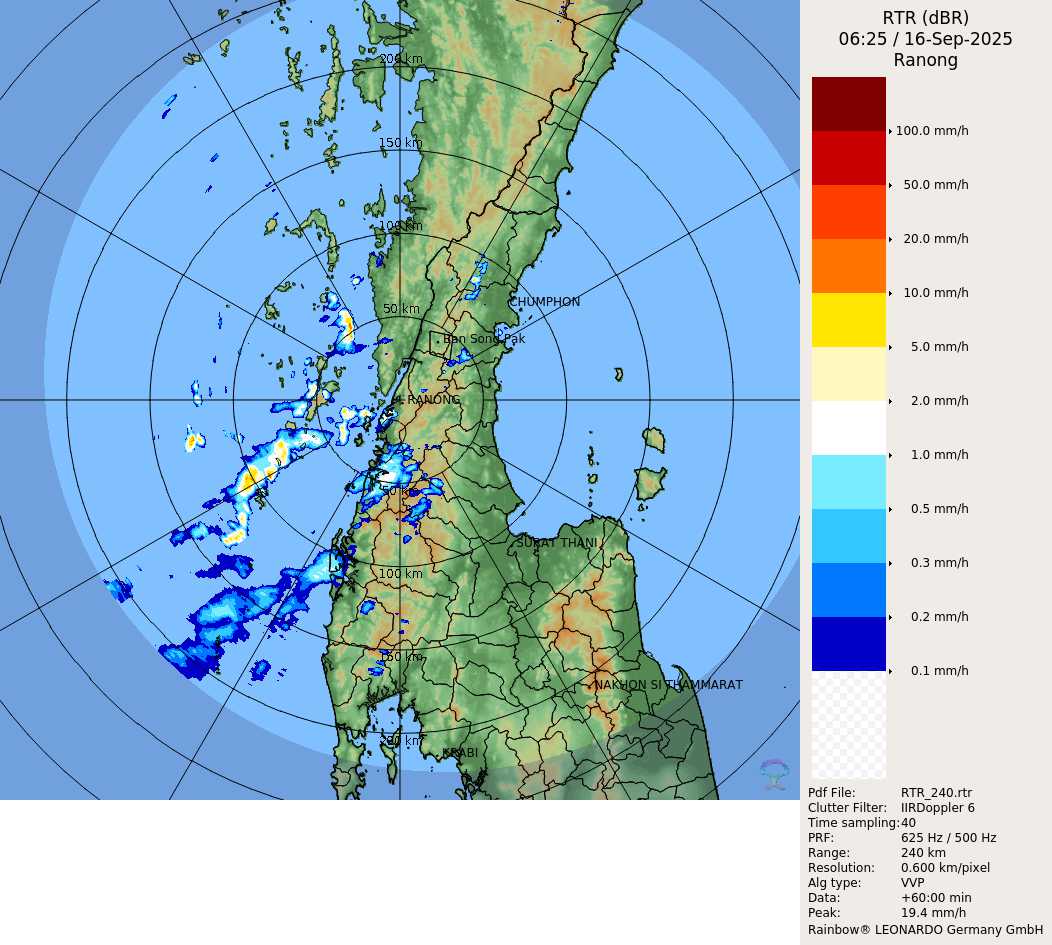 RTR (dBR)
06:25 / 16-Sep-2025
Ranong
100.0 mm/h
50.0 mm/h
20.0 mm/h
10.0 mm/h
5.0 mm/h
2.0 mm/h
1.0 mm/h
0.5 mm/h
0.3 mm/h
0.2 mm/h
0.1 mm/h
200 km
150 km
100 km
CHUMPHON
50 km
Ban Song Pak
RANONG
50 km
SURAT THANI
100 km
150 km
NAKHON SI THAMMARAT
200 km
KRABI
Pdf File: RTR_240.rtr
Clutter Filter: IIRDoppler 6
Time sampling:40
PRF: 625 Hz / 500 Hz
Range: 240 km
Resolution: 0.600 km/pixel
Alg type: VVP
Data: +60:00 min
Peak: 19.4 mm/h
Rainbow® LEONARDO Germany GmbH